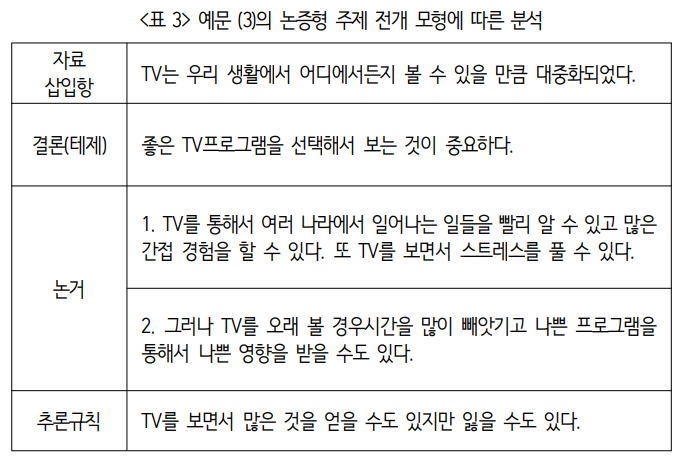 <표 3> 예문 (3)의 논증형 주제 전개 모형에 따른 분석
자료
삽입항
TV는 우리 생활에서 어디에서든지 볼 수 있을 만큼 대중화되었다.
결론(테제)
좋은 TV프로그램을 선택해서 보는 것이 중요하다.
논거
1. TV를 통해서 여러 나라에서 일어나는 일들을 빨리 알 수 있고 많은
간접 경험을 할 수 있다. 또 TV를 보면서 스트레스를 풀 수 있다.
2. 그러나 TV를 오래 볼 경우시간을 많이 빼앗기고 나쁜 프로그램을
통해서 나쁜 영향을 받을 수도 있다.
추론규칙
TV를 보면서 많은 것을 얻을 수도 있지만 잃을 수도 있다.